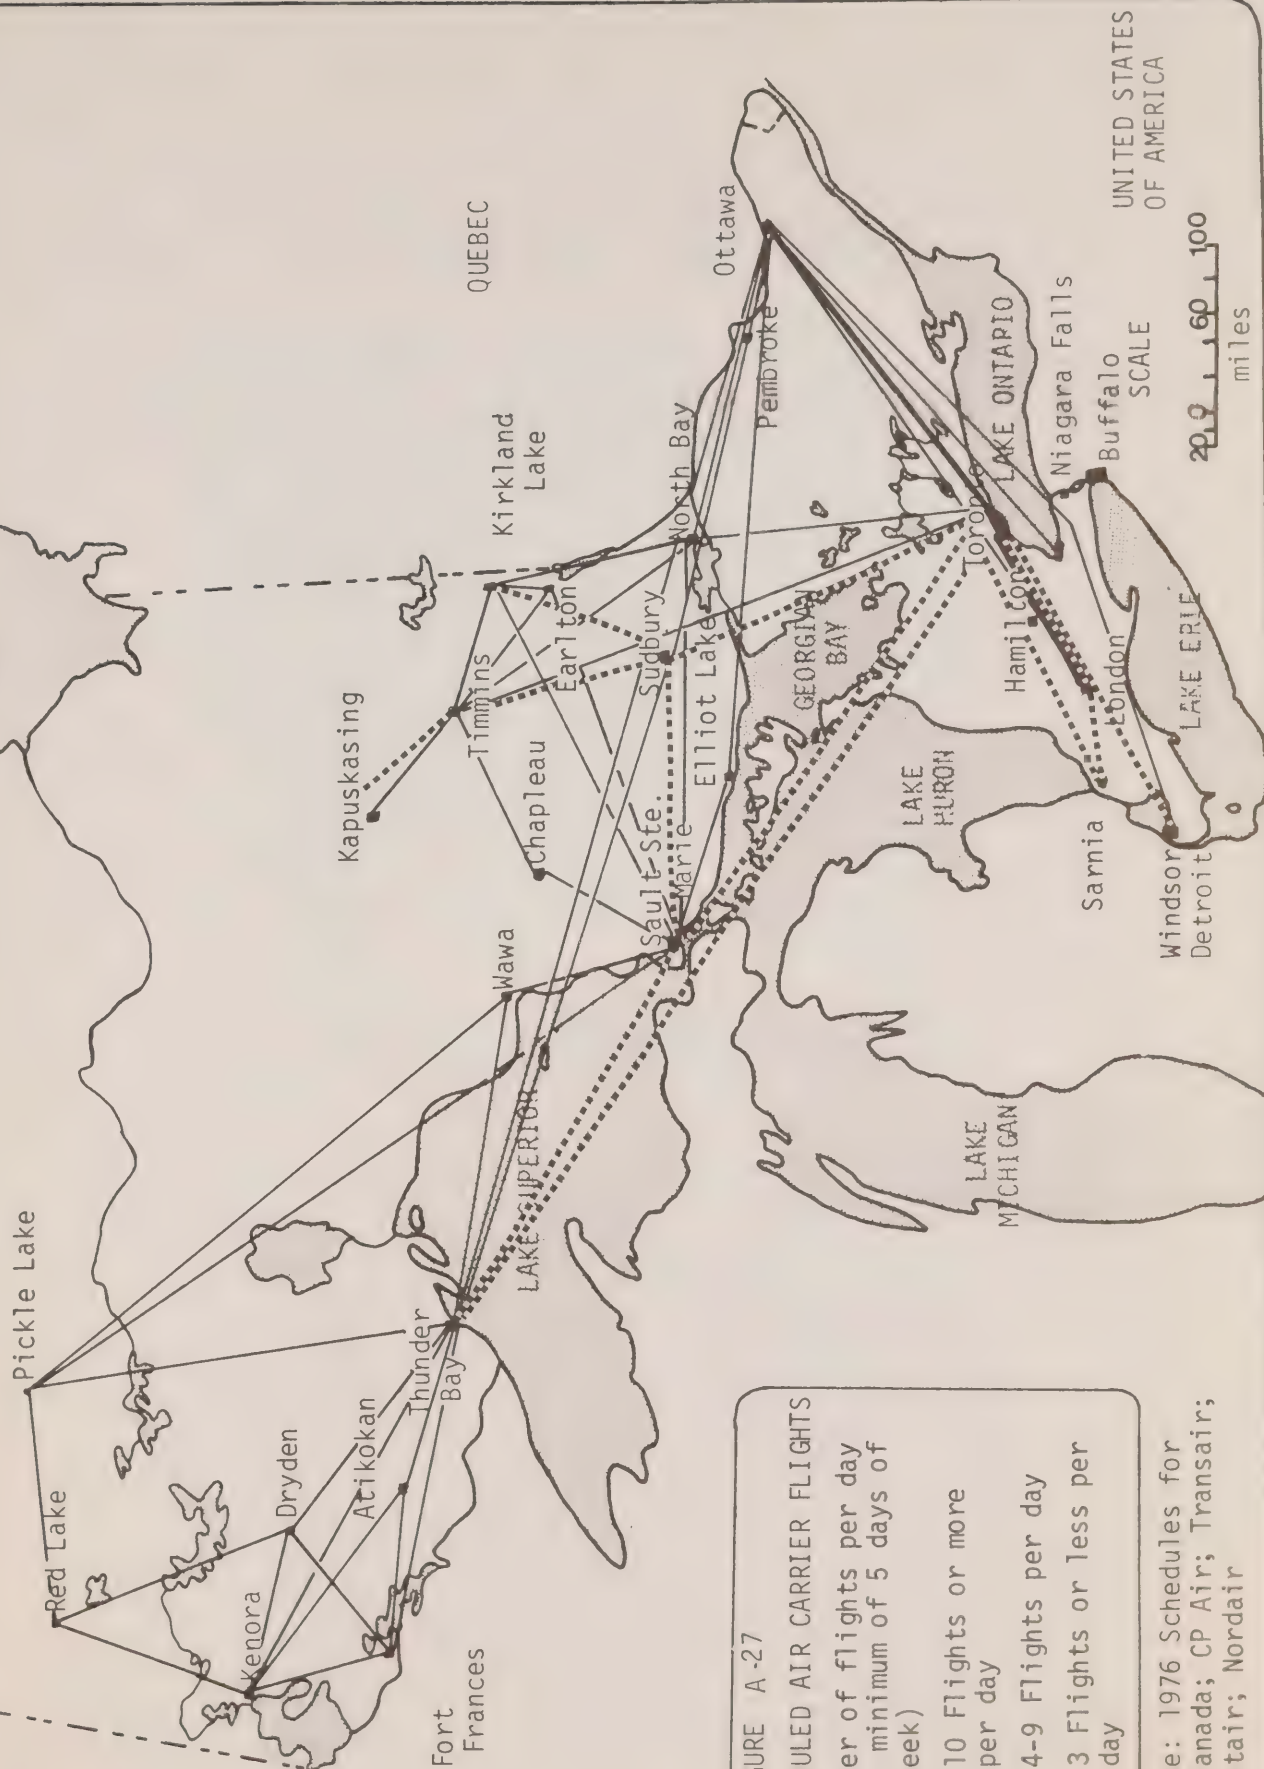 Pickle Lake
Red Lake
Dryden
Kenora
Atikokan
Fort
Frances
Thunder
Bay
Wawa
LAKE SUPERIOR
Kapuskasing
Timmins
Chapleau
Kirkland
Lake
Earlton
QUEBEC
Sault Ste.
Marie
Elliot Lake
Sudbury
North Bay
Pembroke
Ottawa
GEORGIAN
BAY
LAKE
HURON
LAKE
MICHIGAN
Toronto
LAKE ONTARIO
Hamilton
London
Sarnia
Windsor
Detroit
LAKE ERIE
Niagara Falls
Buffalo
UNITED STATES
OF AMERICA
SCALE
20 0 60 100
miles
URE A-27
ULED AIR CARRIER FLIGHTS
er of flights per day
minimum of 5 days of
eek)
10 Flights or more
per day
4-9 Flights per day
3 Flights or less per
day
e: 1976 Schedules for
anada; CP Air; Transair;
tair; Nordair